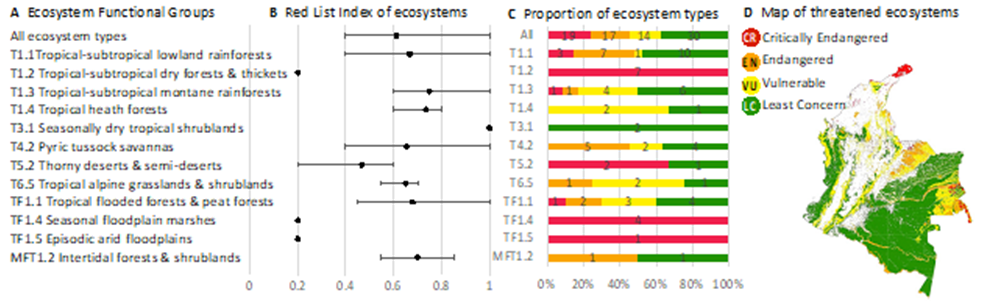 A Ecosystem Functional Groups
B Red List Index of ecosystems
C Proportion of ecosystem types
D Map of threatened ecosystems
All ecosystem types
T1.1Tropical-subtropical lowland rainforests
T1.2 Tropical-subtropical dry forests & thickets
T1.3 Tropical-subtropical montane rainforests
T1.4 Tropical heath forests
T3.1 Seasonally dry tropical shrublands
T4.2 Pyric tussock savannas
T5.2 Thorny deserts & semi-deserts
T6.5 Tropical alpine grasslands & shrublands
TF1.1 Tropical flooded forests & peat forests
TF1.4 Seasonal floodplain marshes
TF1.5 Episodic arid floodplains
MFT1.2 Intertidal forests & shrublands
0 0.2 0.4 0.6 0.8 1
All 19 17 14 30
T1.1 3 7 1 10
T1.2 7
T1.3 1 1 4 6
T1.4 2 1
T3.1 2
T4.2 5 2 4
T5.2 2 1
T6.5 1 2 1
TF1.1 1 2 3 4
TF1.4 4
TF1.5 1
MFT1.2 1 1
0% 20% 40% 60% 80% 100%
CR Critically Endangered
EN Endangered
VU Vulnerable
LC Least Concern